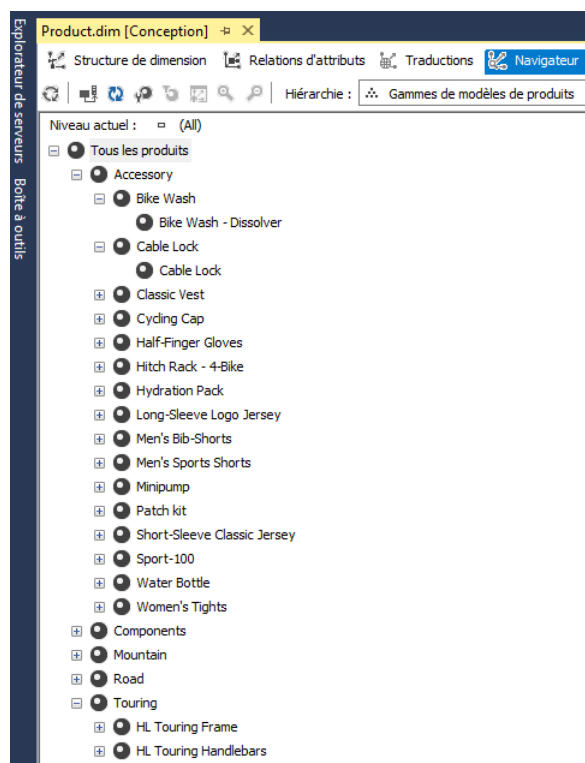 Explorateur de serveurs
Boîte à outils
Product.dim [Conception]
Structure de dimension Relations d'attributs Traductions Navigateur
Hiérarchie : Gammes de modèles de produits
Niveau actuel : (All)
Tous les produits
Accessory
Bike Wash
Bike Wash - Dissolver
Cable Lock
Cable Lock
Classic Vest
Cycling Cap
Half-Finger Gloves
Hitch Rack - 4-Bike
Hydration Pack
Long-Sleeve Logo Jersey
Men's Bib-Shorts
Men's Sports Shorts
Minipump
Patch kit
Short-Sleeve Classic Jersey
Sport-100
Water Bottle
Women's Tights
Components
Mountain
Road
Touring
HL Touring Frame
HL Touring Handlebars